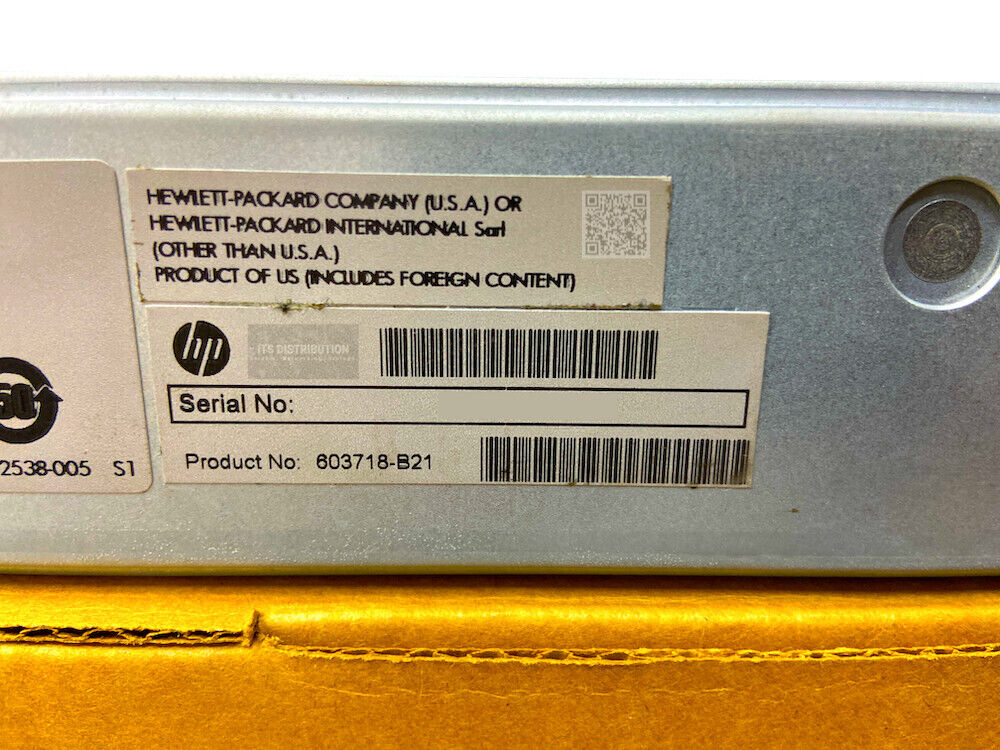 HEWLETT-PACKARD COMPANY (U.S.A.) OR
HEWLETT-PACKARD INTERNATIONAL Sarl
(OTHER THAN U.S.A.)
PRODUCT OF US (INCLUDES FOREIGN CONTENT)
hp
ITS DISTRIBUTION
Serial No:
Product No: 603718-B21
50
2538-005 S1